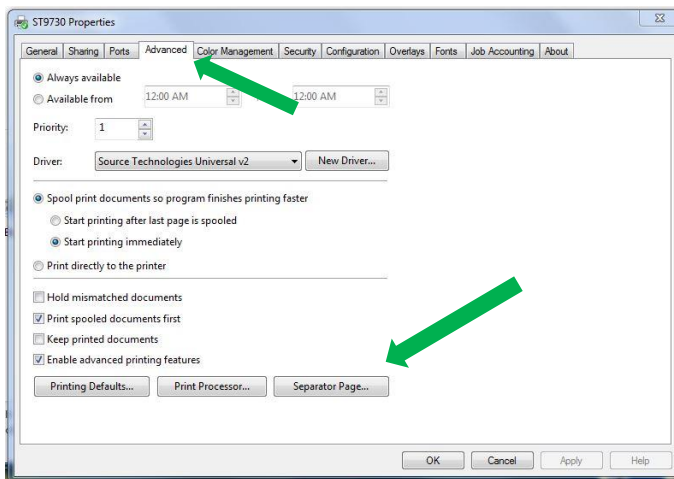 ST9730 Properties
General Sharing Ports Advanced Color Management Security Configuration Overlays Fonts Job Accounting About
Always available
Available from 12:00 AM 12:00 AM
Priority: 1
Driver: Source Technologies Universal v2 New Driver...
Spool print documents so program finishes printing faster
Start printing after last page is spooled
Start printing immediately
Print directly to the printer
Hold mismatched documents
Print spooled documents first
Keep printed documents
Enable advanced printing features
Printing Defaults... Print Processor... Separator Page...
OK Cancel Apply Help